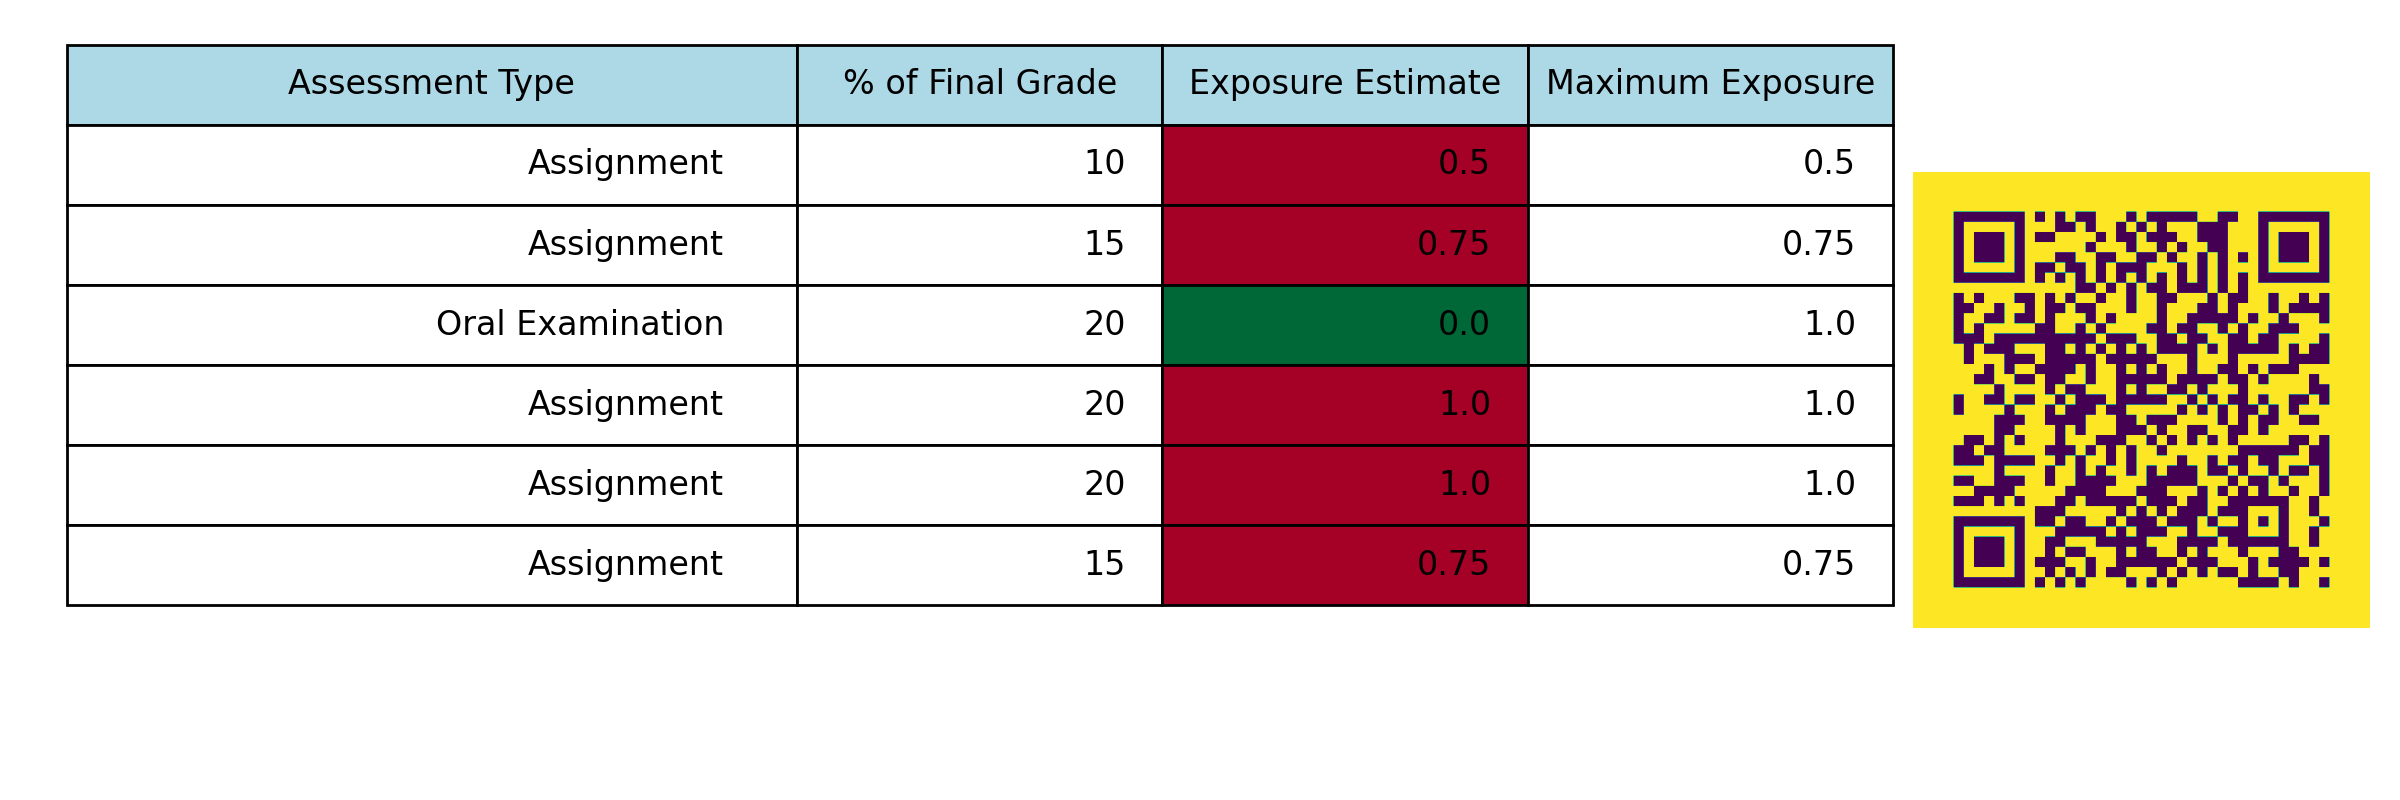 Assessment Type % of Final Grade Exposure Estimate Maximum Exposure
Assignment 10 0.5 0.5
Assignment 15 0.75 0.75
Oral Examination 20 0.0 1.0
Assignment 20 1.0 1.0
Assignment 20 1.0 1.0
Assignment 15 0.75 0.75